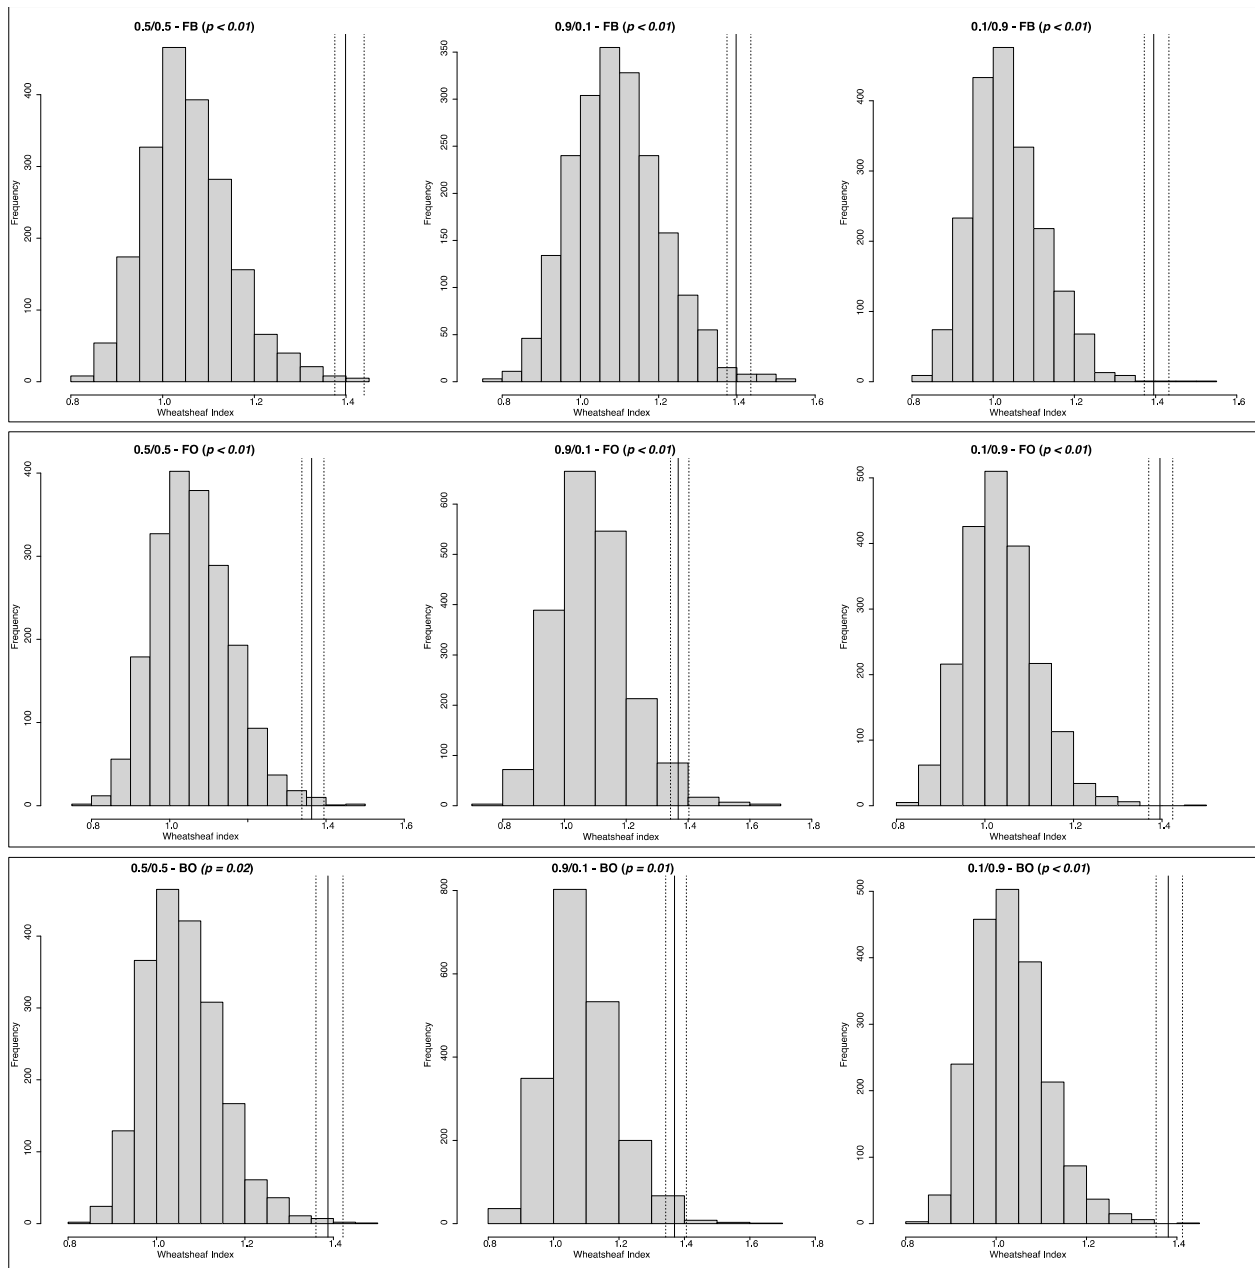 0.5/0.5 - FB (p < 0.01)
Frequency
0 100 200 300 400
0.8 1.0 1.2 1.4
Wheatsheaf Index
0.9/0.1 - FB (p < 0.01)
Frequency
0 50 100 150 200 250 300 350
0.8 1.0 1.2 1.4 1.6
Wheatsheaf Index
0.1/0.9 - FB (p < 0.01)
Frequency
0 100 200 300 400
0.8 1.0 1.2 1.4 1.6
Wheatsheaf Index
0.5/0.5 - FO (p < 0.01)
Frequency
0 100 200 300 400
0.8 1.0 1.2 1.4 1.6
Wheatsheaf index
0.9/0.1 - FO (p < 0.01)
Frequency
0 100 200 300 400 500 600
0.8 1.0 1.2 1.4 1.6 1.8
Wheatsheaf index
0.1/0.9 - FO (p < 0.01)
Frequency
0 100 200 300 400 500
0.8 1.0 1.2 1.4
Wheatsheaf Index
0.5/0.5 - BO (p = 0.02)
Frequency
0 100 200 300 400
0.8 1.0 1.2 1.4
Wheatsheaf Index
0.9/0.1 - BO (p = 0.01)
Frequency
0 200 400 600 800
0.8 1.0 1.2 1.4 1.6 1.8
Wheatsheaf Index
0.1/0.9 - BO (p < 0.01)
Frequency
0 100 200 300 400 500
0.8 1.0 1.2 1.4
Wheatsheaf Index